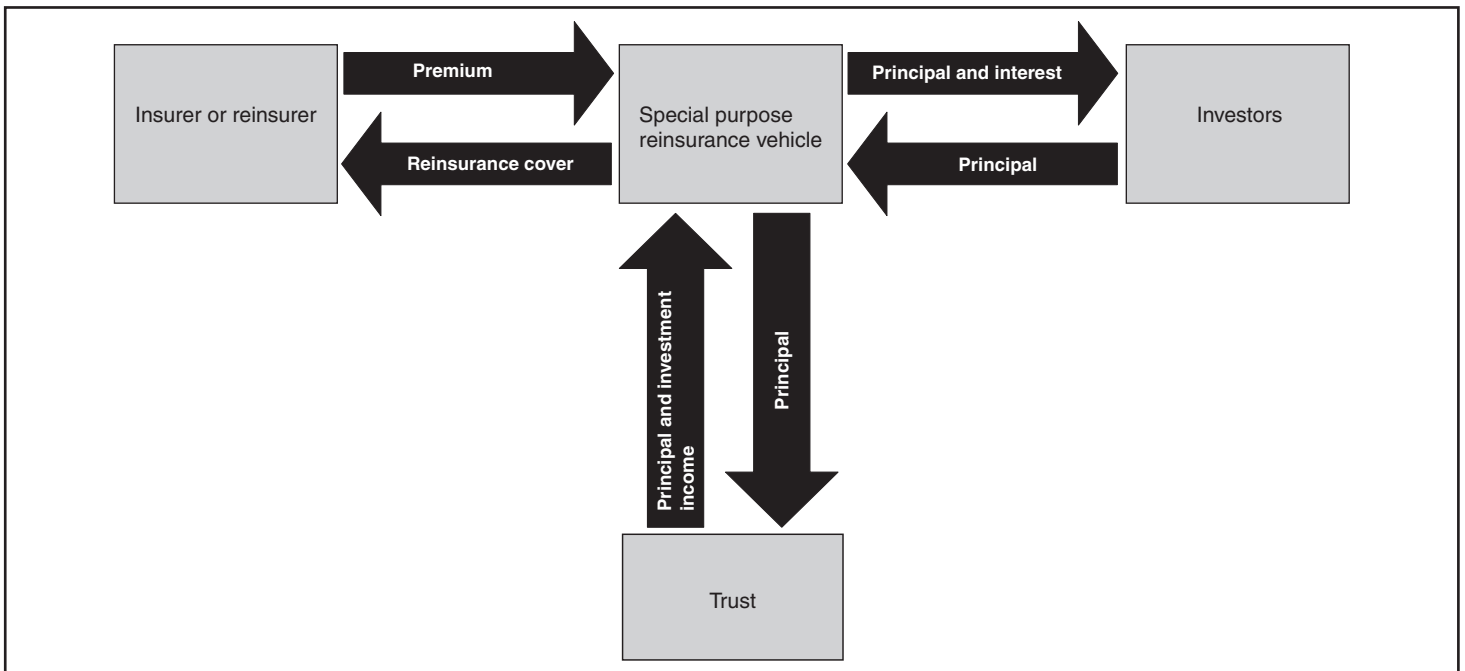 Insurer or reinsurer
Premium
Reinsurance cover
Special purpose
reinsurance vehicle
Principal and interest
Principal
Investors
Principal and investment
income
Principal
Trust